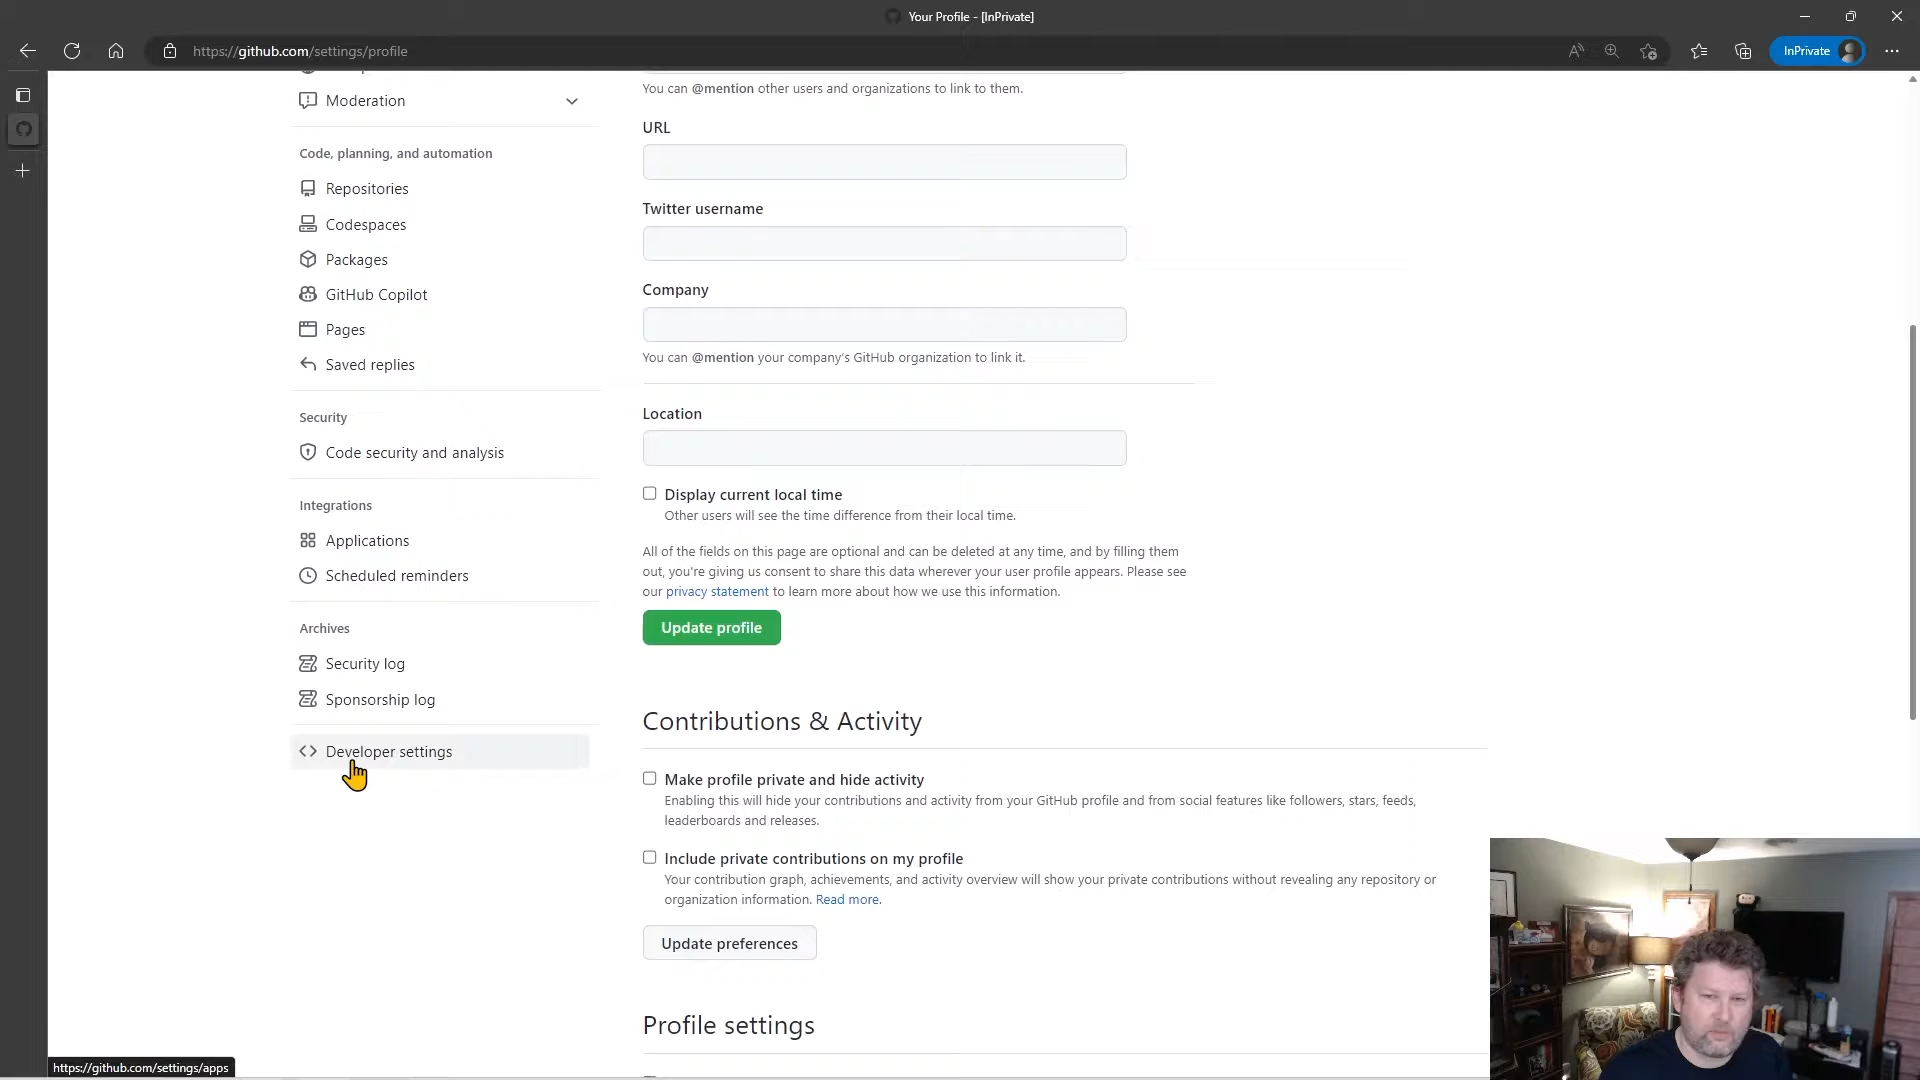 Your Profile - [InPrivate]
https://github.com/settings/profile
InPrivate
Moderation
Code, planning, and automation
Repositories
Codespaces
Packages
GitHub Copilot
Pages
Saved replies
Security
Code security and analysis
Integrations
Applications
Scheduled reminders
Archives
Security log
Sponsorship log
Developer settings
You can @mention other users and organizations to link to them.
URL
Twitter username
Company
You can @mention your company's GitHub organization to link it.
Location
Display current local time
Other users will see the time difference from their local time.
All of the fields on this page are optional and can be deleted at any time, and by filling them
out, you're giving us consent to share this data wherever your user profile appears. Please see
our privacy statement to learn more about how we use this information.
Update profile
Contributions & Activity
Make profile private and hide activity
Enabling this will hide your contributions and activity from your GitHub profile and from social features like followers, stars, feeds,
leaderboards and releases.
Include private contributions on my profile
Your contribution graph, achievements, and activity overview will show your private contributions without revealing any repository or
organization information. Read more.
Update preferences
Profile settings
https://github.com/settings/apps